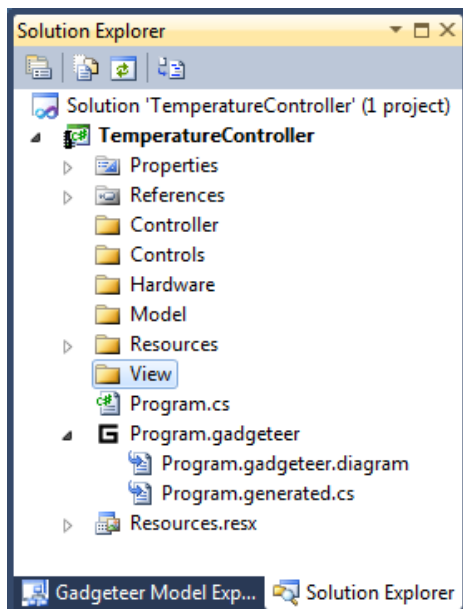 Solution Explorer
Solution 'TemperatureController' (1 project)
TemperatureController
Properties
References
Controller
Controls
Hardware
Model
Resources
View
Program.cs
Program.gadgeteer
Program.gadgeteer.diagram
Program.generated.cs
Resources.resx
Gadgeteer Model Exp... Solution Explorer